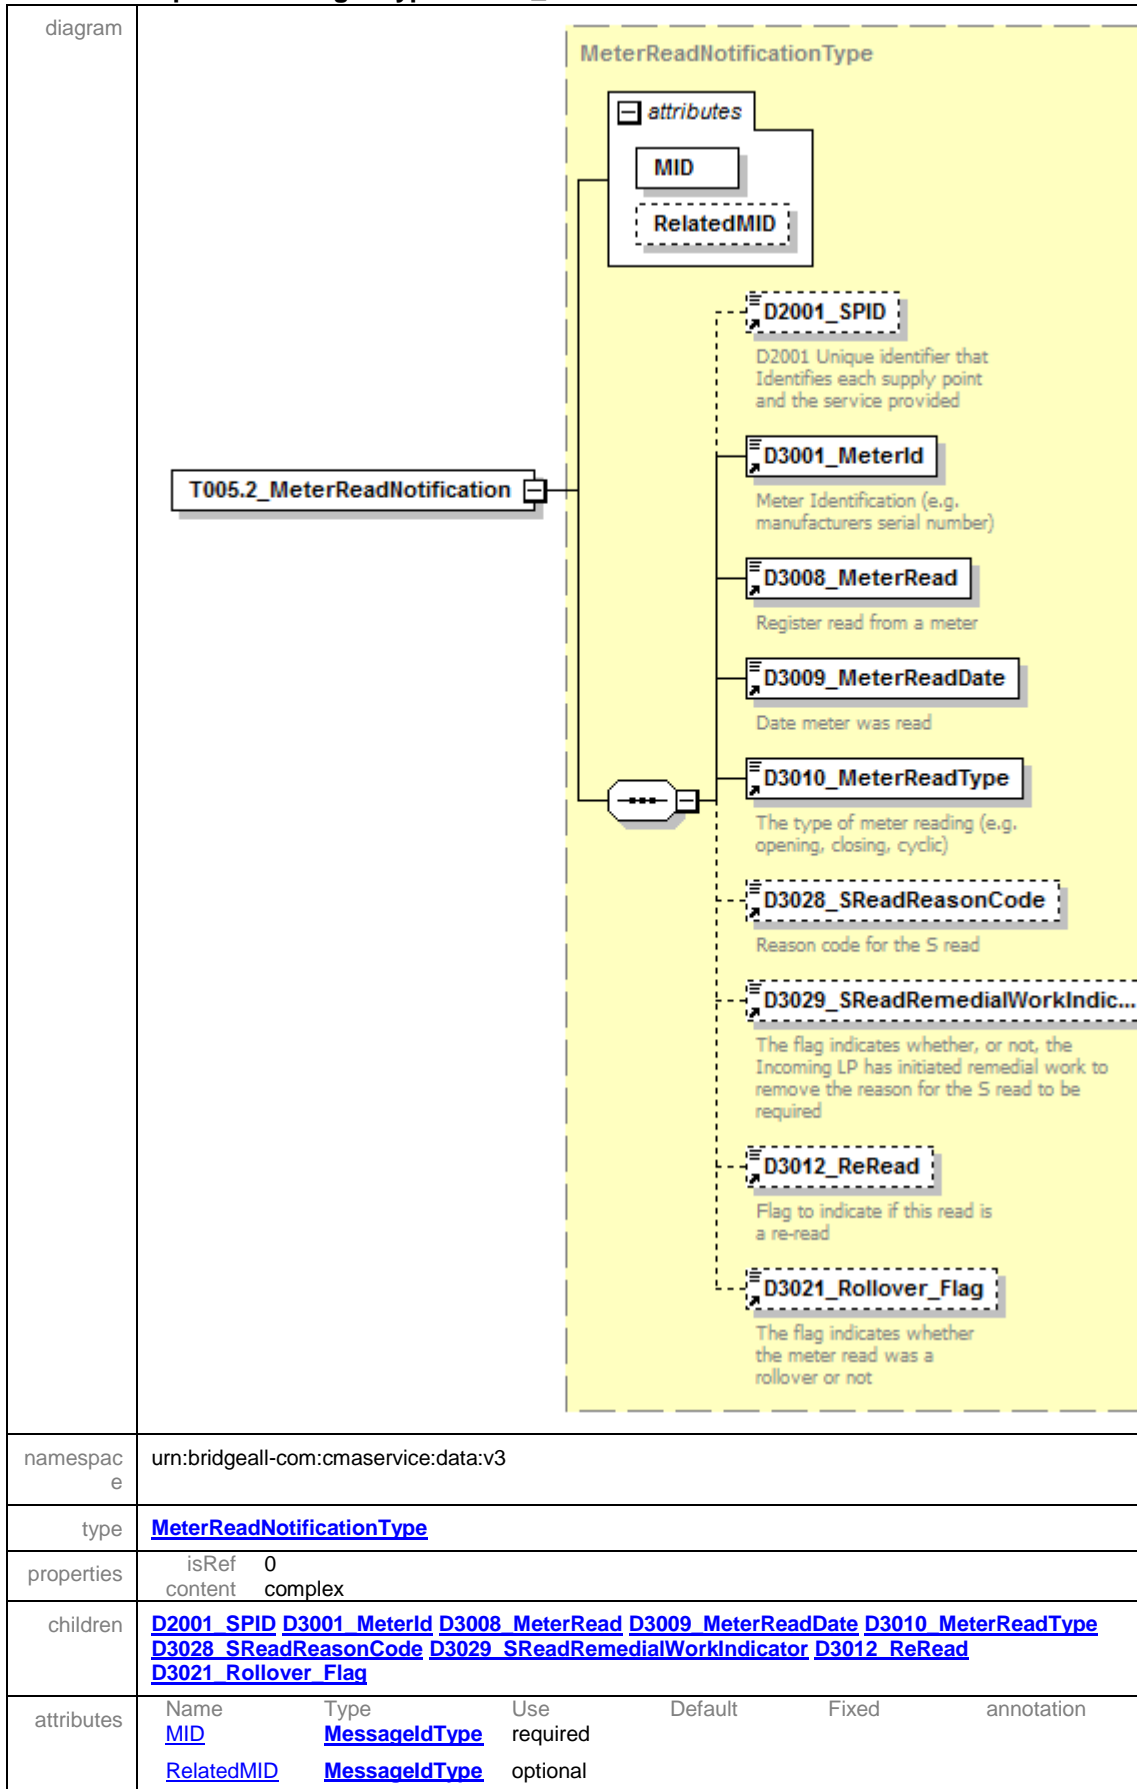 diagram
MeterReadNotificationType
attributes
MID
RelatedMID
D2001_SPID
D2001 Unique identifier that
Identifies each supply point
and the service provided
D3001_MeterId
T005.2_MeterReadNotification
Meter Identification (e.g.
manufacturers serial number)
D3008_MeterRead
Register read from a meter
D3009_MeterReadDate
Date meter was read
D3010_MeterReadType
The type of meter reading (e.g.
opening, closing, cyclic)
D3028_SReadReasonCode
Reason code for the S read
D3029_SReadRemedialWorkIndic...
The flag indicates whether, or not, the
Incoming LP has initiated remedial work to
remove the reason for the S read to be
required
D3012_ReRead
Flag to indicate if this read is
a re-read
D3021_Rollover_Flag
The flag indicates whether
the meter read was a
rollover or not
namespac
e
urn:bridgeall-com:cmaservice:data:v3
type
MeterReadNotificationType
properties
isRef 0
content complex
children
D2001_SPID D3001_MeterId D3008_MeterRead D3009_MeterReadDate D3010_MeterReadType
D3028_SReadReasonCode D3029_SReadRemedialWorkIndicator D3012_ReRead
D3021_Rollover_Flag
attributes
Name Type Use Default Fixed annotation
MID MessageIdType required
RelatedMID MessageIdType optional